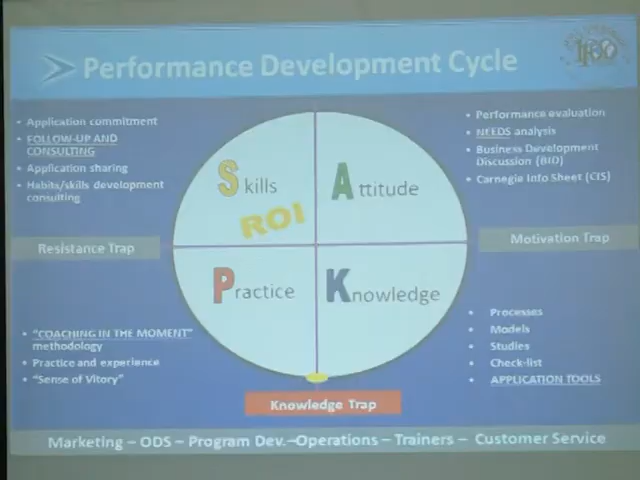 Performance Development Cycle
100
• Application commitment
• FOLLOW-UP AND
CONSULTING
• Application sharing
• Habits/skills development
consulting
• Performance evaluation
• NEEDS analysis
• Business Development
Discussion (BID)
• Carnegie Info Sheet (CIS)
Skills
ROI
Attitude
Resistance Trap
Motivation Trap
Practice
Knowledge
• "COACHING IN THE MOMENT"
methodology
• Practice and experience
• "Sense of Vitory"
• Processes
• Models
• Studies
• Check-list
• APPLICATION TOOLS
Knowledge Trap
Marketing – ODS – Program Dev.–Operations – Trainers – Customer Service